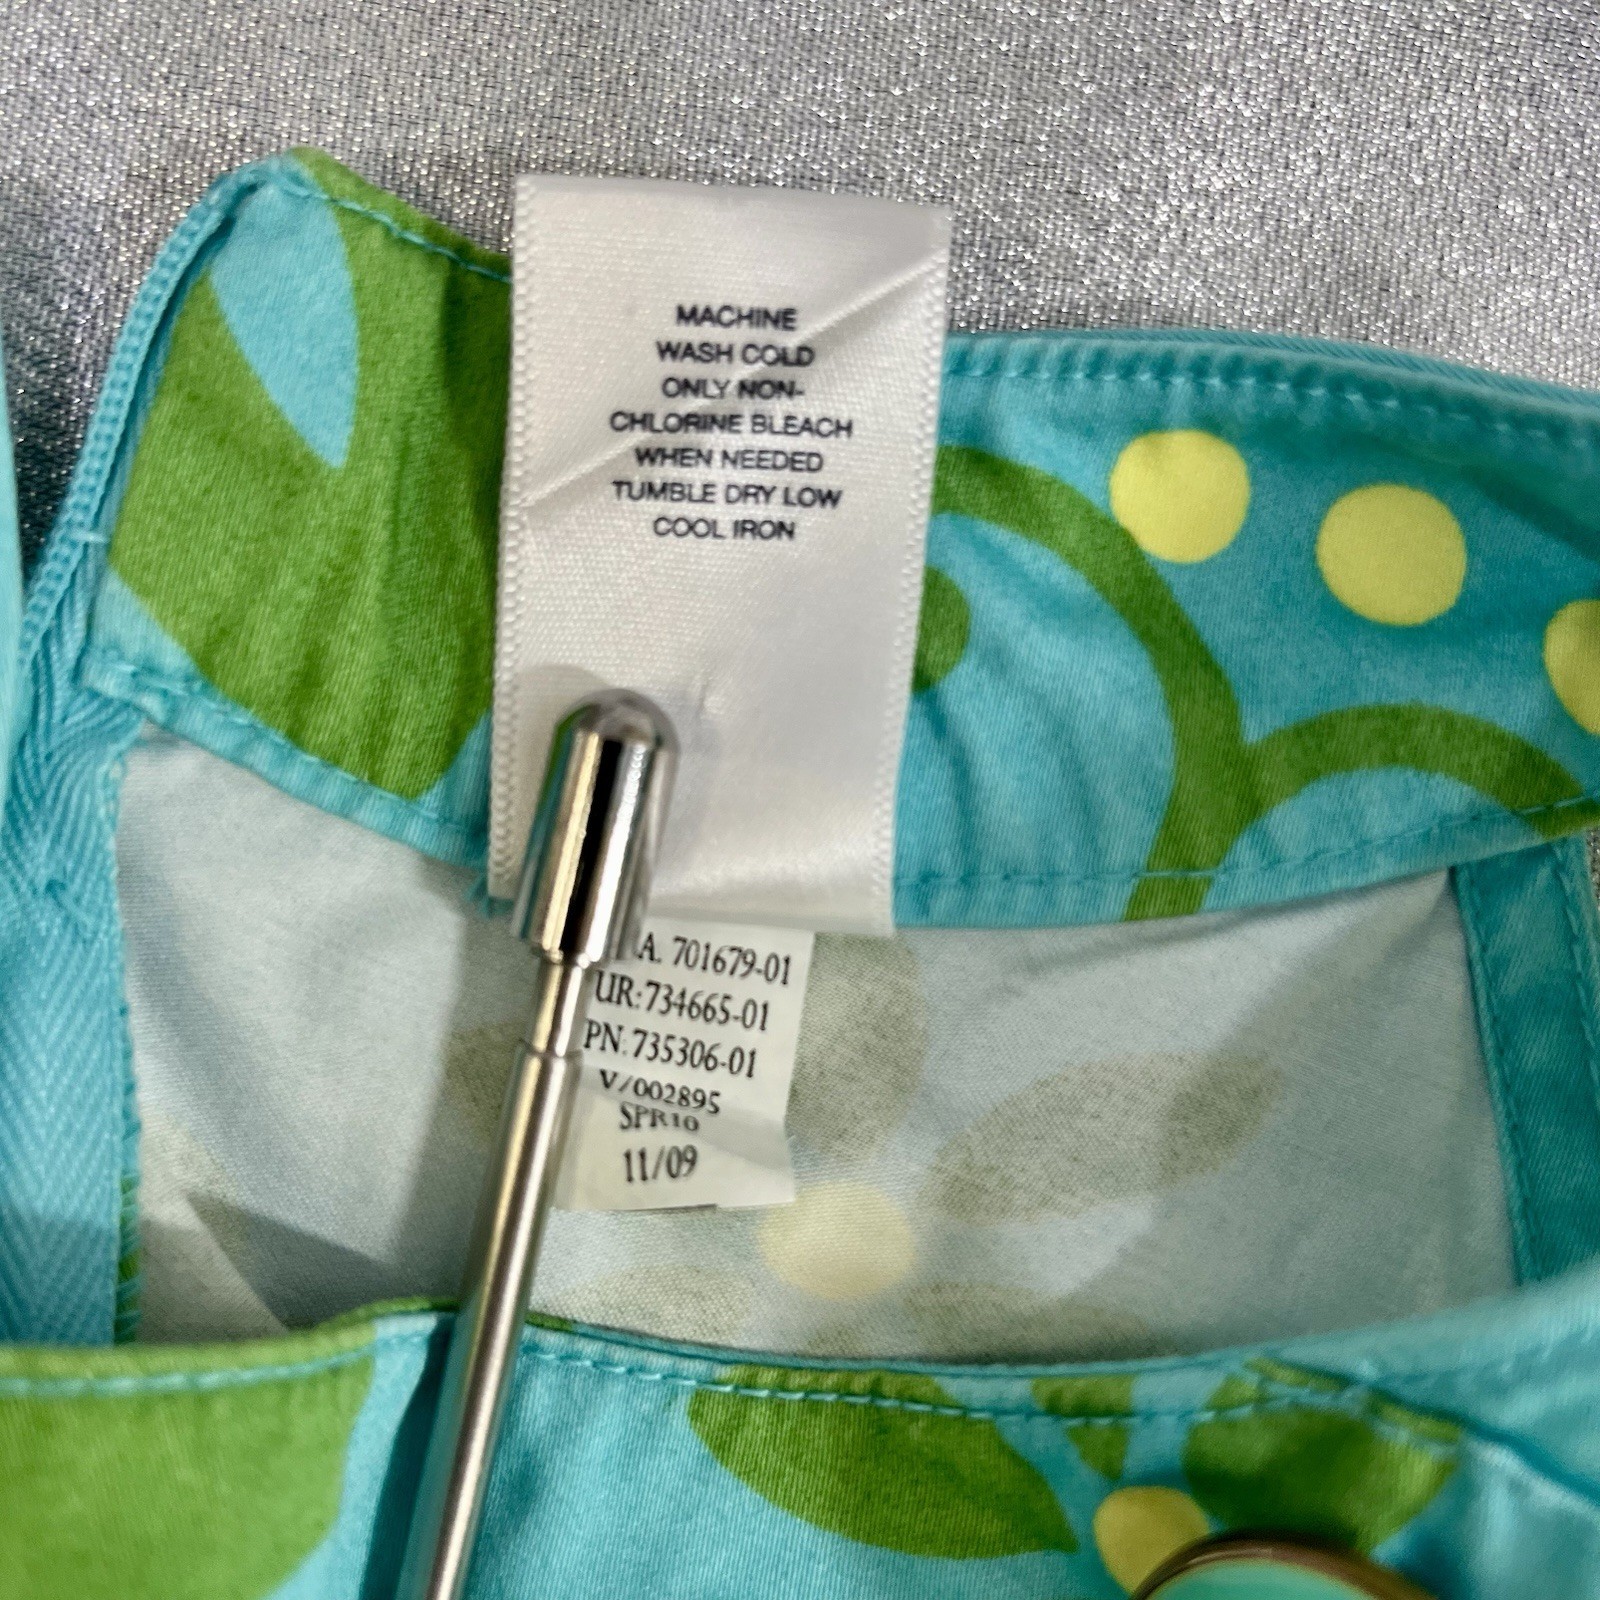 MACHINE
WASH COLD
ONLY NON-
CHLORINE BLEACH
WHEN NEEDED
TUMBLE DRY LOW
COOL IRON
A. 701679-01
UR:734665-01
PN:735306-01
V/002895
SPR10
11/09